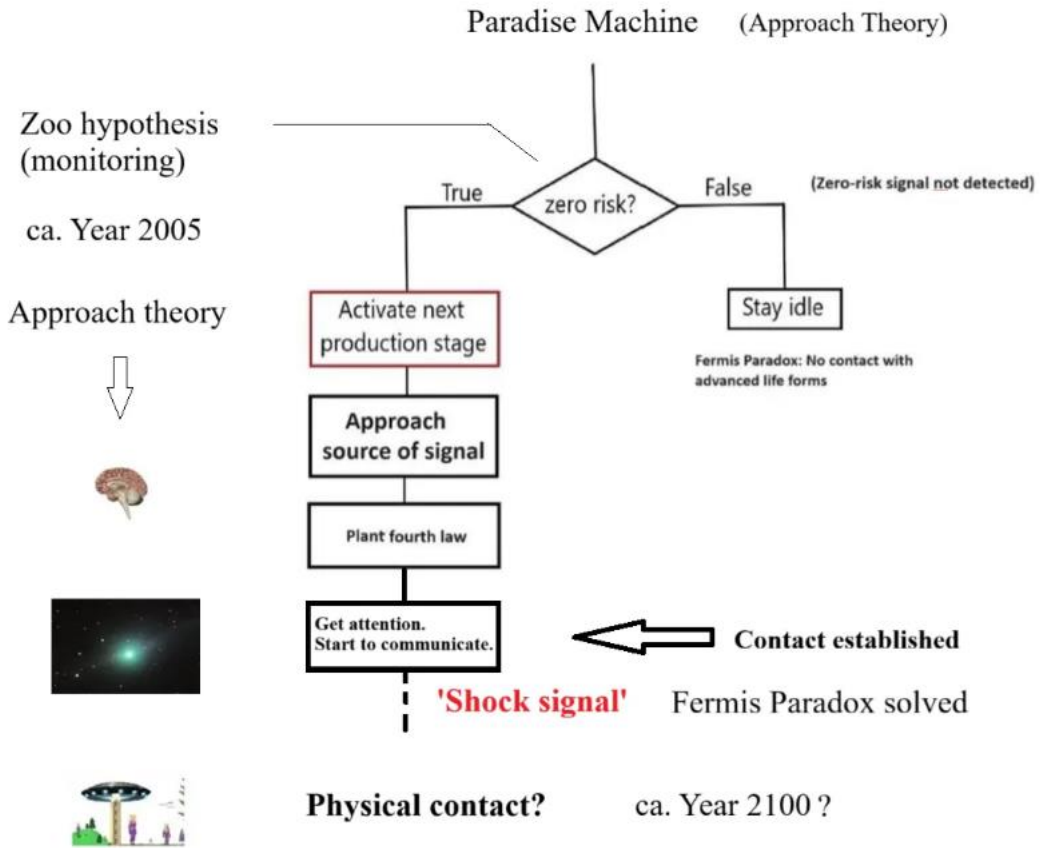 Paradise Machine (Approach Theory)
Zoo hypothesis
(monitoring)
ca. Year 2005
Approach theory
True
zero risk?
False
(Zero-risk signal not detected)
Activate next
production stage
Stay idle
Fermis Paradox: No contact with
advanced life forms
Approach
source of signal
Plant fourth law
Get attention.
Start to communicate.
Contact established
'Shock signal'
Fermis Paradox solved
Physical contact?
ca. Year 2100 ?